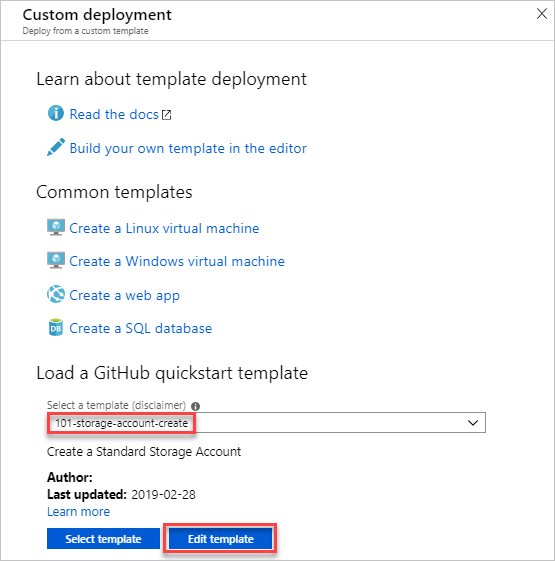 Custom deployment
Deploy from a custom template
Learn about template deployment
Read the docs
Build your own template in the editor
Common templates
Create a Linux virtual machine
Create a Windows virtual machine
Create a web app
Create a SQL database
Load a GitHub quickstart template
Select a template (disclaimer)
101-storage-account-create
Create a Standard Storage Account
Author:
Last updated: 2019-02-28
Learn more
Select template Edit template